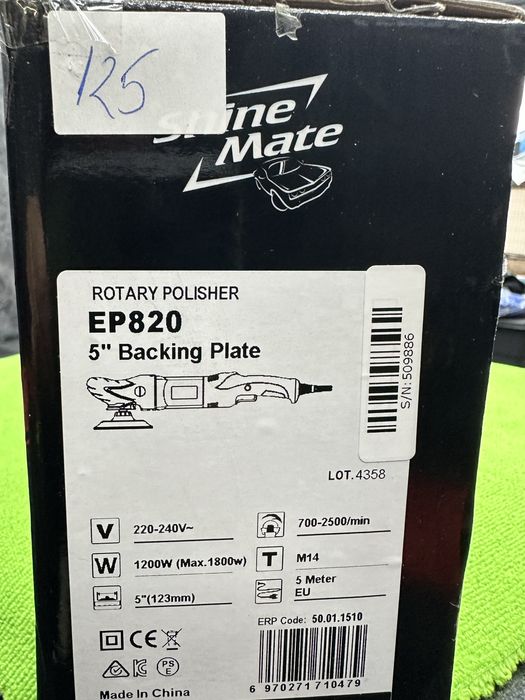 125
Shine
Mate
ROTARY POLISHER
EP820
5" Backing Plate
S/N: 509886
LOT. 4358
V 220-240V~
700-2500/min
W 1200W (Max.1800w)
T M14
5"(123mm)
5 Meter
EU
ERP Code: 50.01.1510
CE
PS
E
6 970271 710479
Made In China